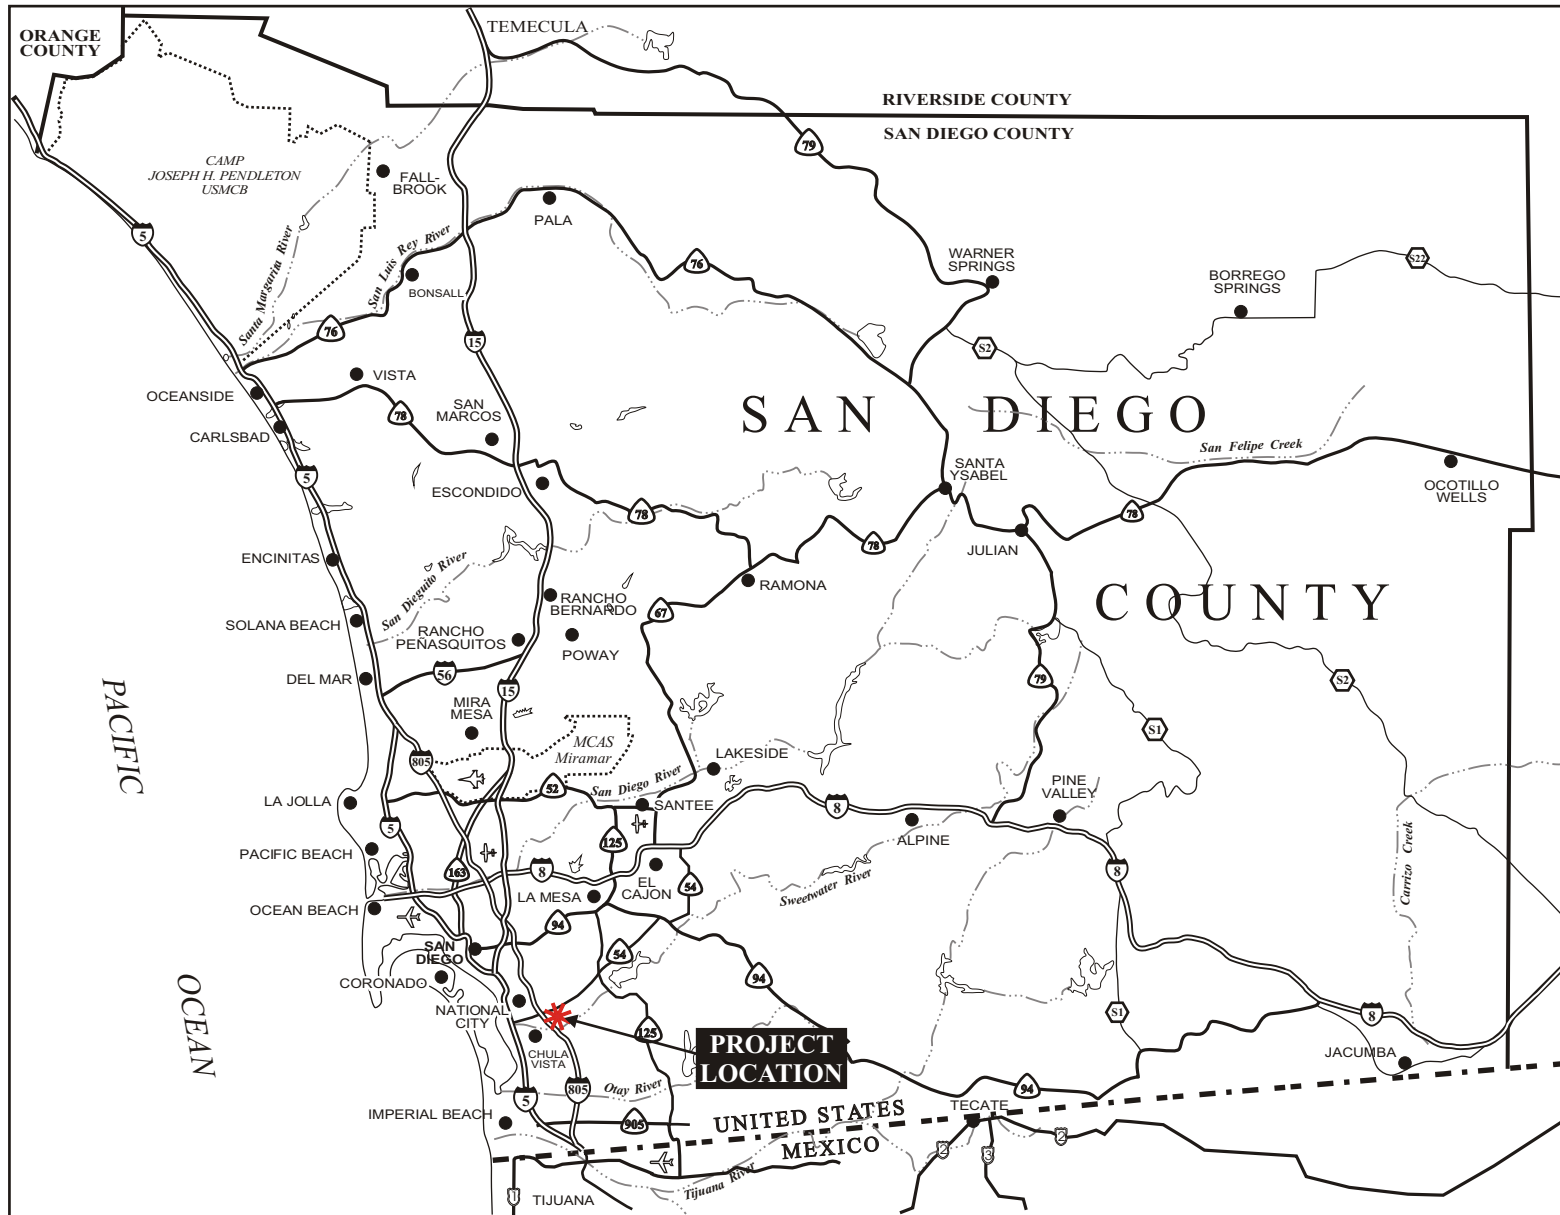 ORANGE
COUNTY
TEMECULA
RIVERSIDE COUNTY
SAN DIEGO COUNTY
79
CAMP
JOSEPH H. PENDLETON
USMCB
FALL-
BROOK
PALA
5
Santa Margarita River
San Luis Rey River
BONSALL
76
76
WARNER
SPRINGS
S22
BORREGO
SPRINGS
15
S2
VISTA
OCEANSIDE
SAN
MARCOS
78
CARLSBAD
SAN DIEGO
San Felipe Creek
5
ESCONDIDO
SANTA
YSABEL
OCOTILLO
WELLS
78
78
78
JULIAN
ENCINITAS
San Dieguito River
RAMONA
RANCHO
BERNARDO
67
COUNTY
SOLANA BEACH
RANCHO
PEÑASQUITOS
POWAY
56
DEL MAR
15
79
S2
PACIFIC
MIRA
MESA
S1
MCAS
Miramar
805
LAKESIDE
San Diego River
52
PINE
VALLEY
LA JOLLA
SANTEE
8
5
ALPINE
125
PACIFIC BEACH
163
8
EL
CAJON
54
8
Carrizo Creek
LA MESA
Sweetwater River
OCEAN BEACH
94
SAN
DIEGO
54
94
CORONADO
OCEAN
NATIONAL
CITY
S1
8
125
CHULA
VISTA
PROJECT
LOCATION
JACUMBA
Otay River
805
5
94
IMPERIAL BEACH
905
UNITED STATES
TECATE
MEXICO
2
3
2
Tijuana River
1
TIJUANA